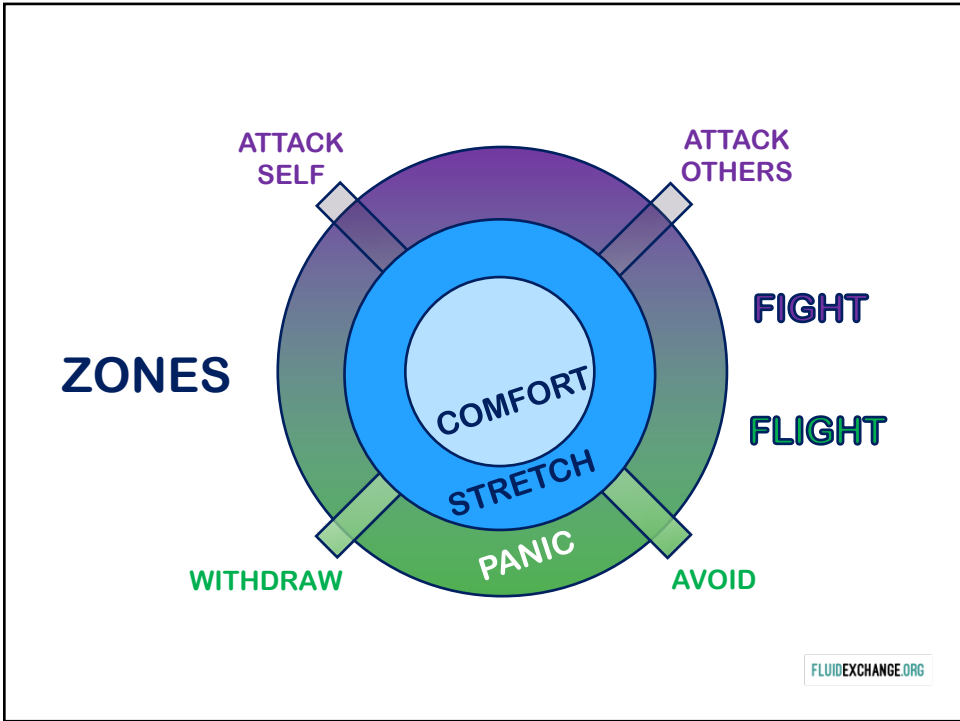 ATTACK
SELF
ATTACK
OTHERS
FIGHT
ZONES
COMFORT
FLIGHT
STRETCH
PANIC
WITHDRAW
AVOID
FLUIDEXCHANGE.ORG